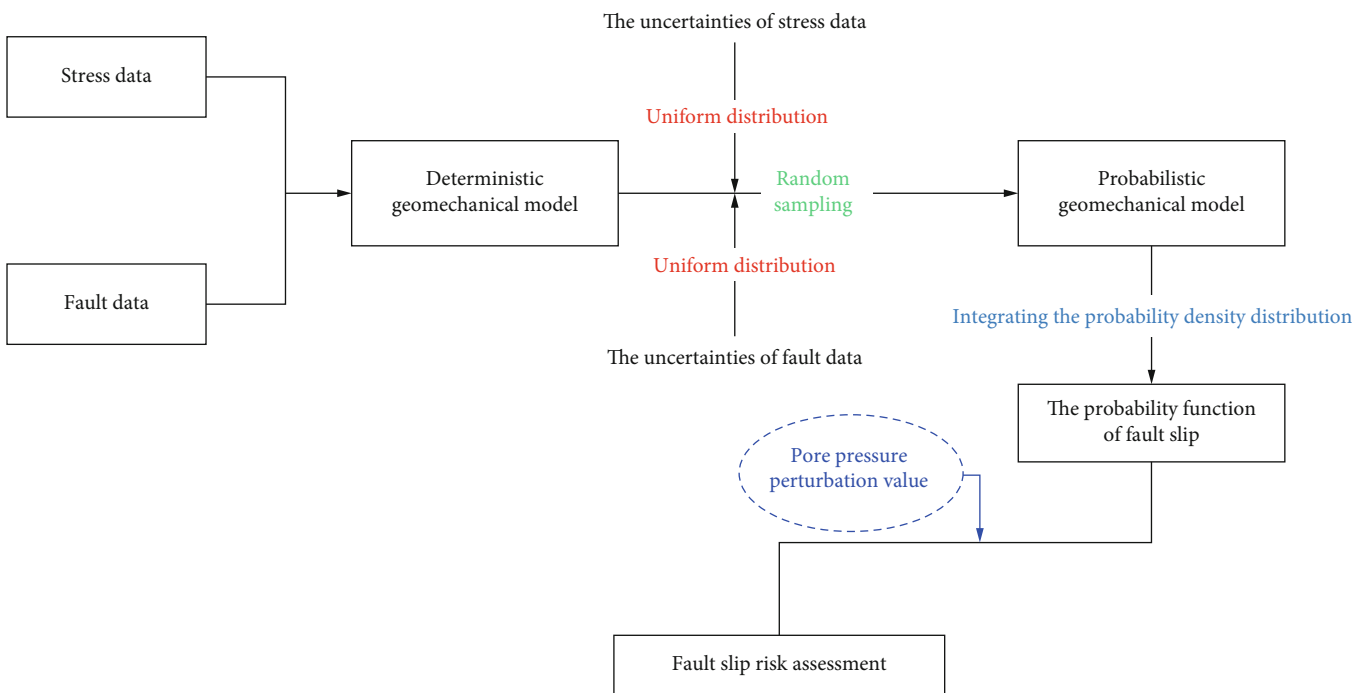 The uncertainties of stress data
Stress data
Uniform distribution
Deterministic
geomechanical model
Random
sampling
Probabilistic
geomechanical model
Uniform distribution
Fault data
Integrating the probability density distribution
The uncertainties of fault data
The probability function
of fault slip
Pore pressure
perturbation value
Fault slip risk assessment